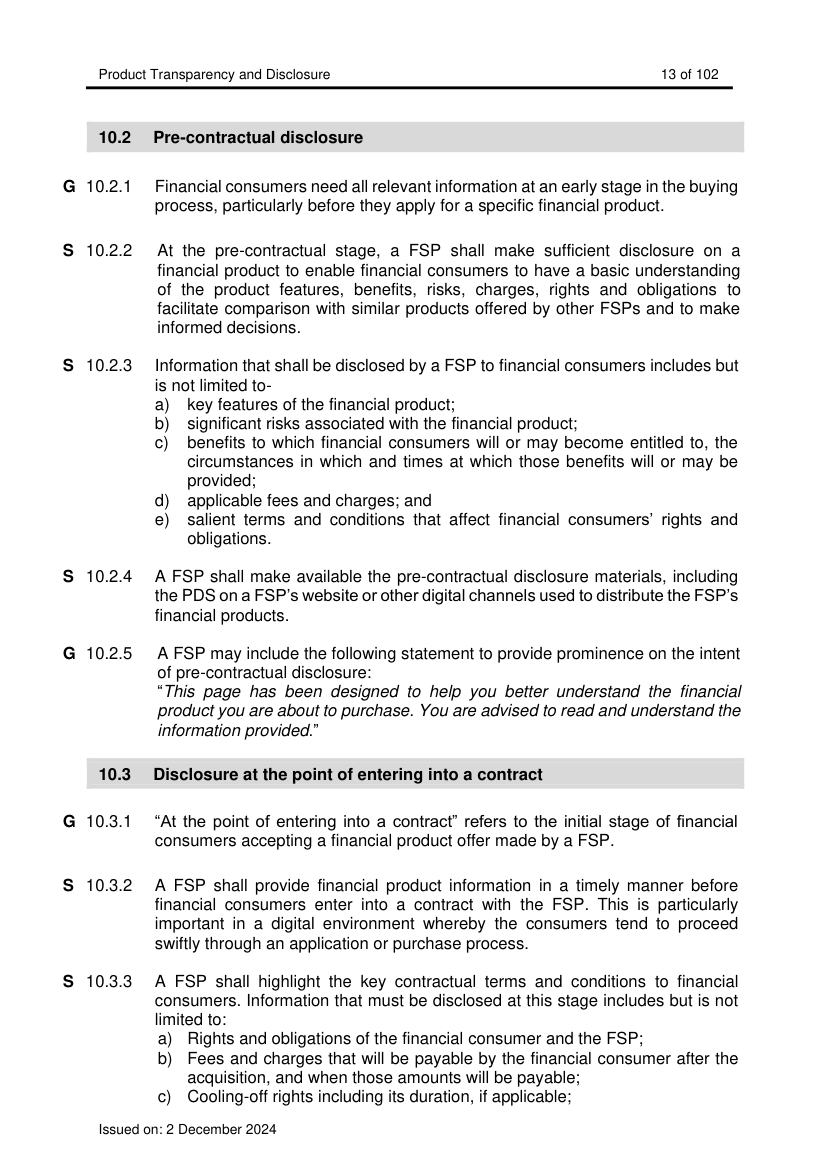 Product Transparency and Disclosure 13 of 102
10.2 Pre-contractual disclosure
G 10.2.1 Financial consumers need all relevant information at an early stage in the buying
process, particularly before they apply for a specific financial product.
S 10.2.2 At the pre-contractual stage, a FSP shall make sufficient disclosure on a
financial product to enable financial consumers to have a basic understanding
of the product features, benefits, risks, charges, rights and obligations to
facilitate comparison with similar products offered by other FSPs and to make
informed decisions.
S 10.2.3 Information that shall be disclosed by a FSP to financial consumers includes but
is not limited to-
a) key features of the financial product;
b) significant risks associated with the financial product;
c) benefits to which financial consumers will or may become entitled to, the
circumstances in which and times at which those benefits will or may be
provided;
d) applicable fees and charges; and
e) salient terms and conditions that affect financial consumers’ rights and
obligations.
S 10.2.4 A FSP shall make available the pre-contractual disclosure materials, including
the PDS on a FSP’s website or other digital channels used to distribute the FSP’s
financial products.
G 10.2.5 A FSP may include the following statement to provide prominence on the intent
of pre-contractual disclosure:
“This page has been designed to help you better understand the financial
product you are about to purchase. You are advised to read and understand the
information provided.”
10.3 Disclosure at the point of entering into a contract
G 10.3.1 “At the point of entering into a contract” refers to the initial stage of financial
consumers accepting a financial product offer made by a FSP.
S 10.3.2 A FSP shall provide financial product information in a timely manner before
financial consumers enter into a contract with the FSP. This is particularly
important in a digital environment whereby the consumers tend to proceed
swiftly through an application or purchase process.
S 10.3.3 A FSP shall highlight the key contractual terms and conditions to financial
consumers. Information that must be disclosed at this stage includes but is not
limited to:
a) Rights and obligations of the financial consumer and the FSP;
b) Fees and charges that will be payable by the financial consumer after the
acquisition, and when those amounts will be payable;
c) Cooling-off rights including its duration, if applicable;
Issued on: 2 December 2024